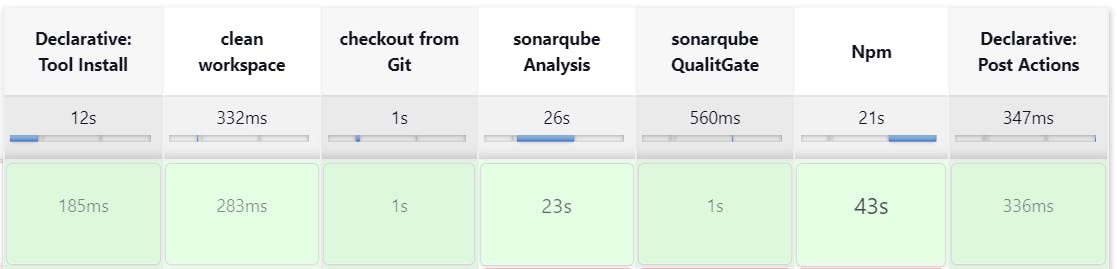 Declarative: Tool Install
clean workspace
checkout from Git
sonarqube Analysis
sonarqube QualitGate
Npm
Declarative: Post Actions
12s
332ms
1s
26s
560ms
21s
347ms
185ms
283ms
1s
23s
1s
43s
336ms